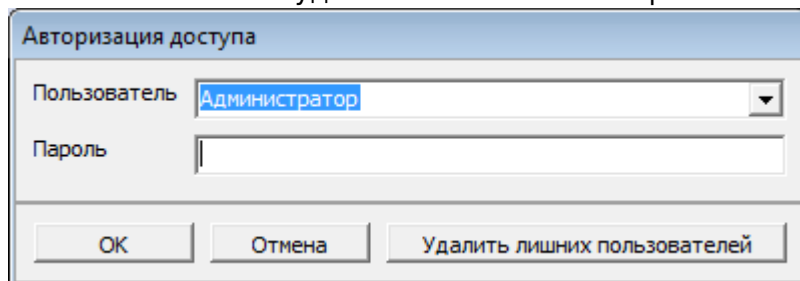 Авторизация доступа
Пользователь Администратор
Пароль
OK Отмена Удалить лишних пользователей